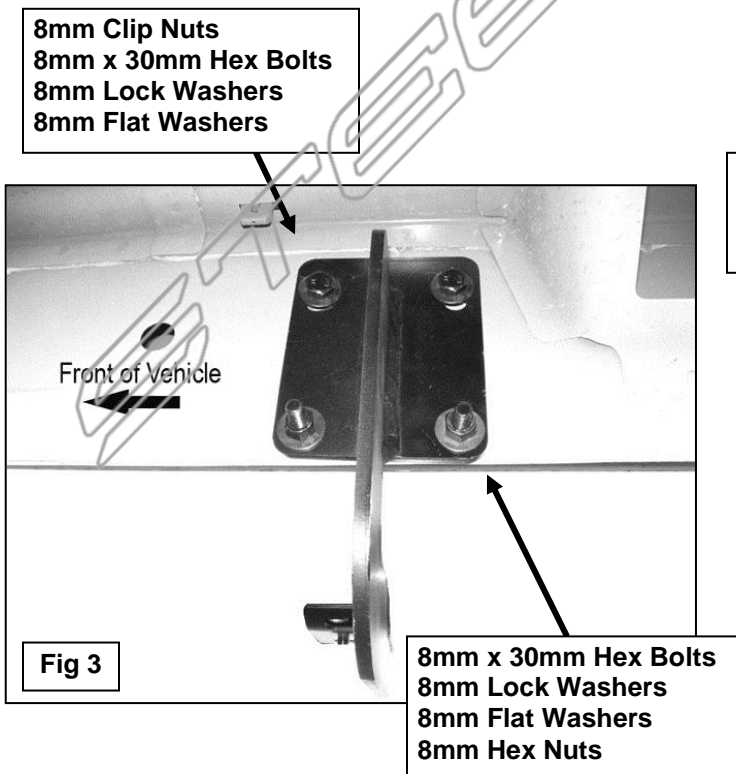 8mm Clip Nuts
8mm x 30mm Hex Bolts
8mm Lock Washers
8mm Flat Washers
Front of Vehicle
Fig 3
8mm x 30mm Hex Bolts
8mm Lock Washers
8mm Flat Washers
8mm Hex Nuts